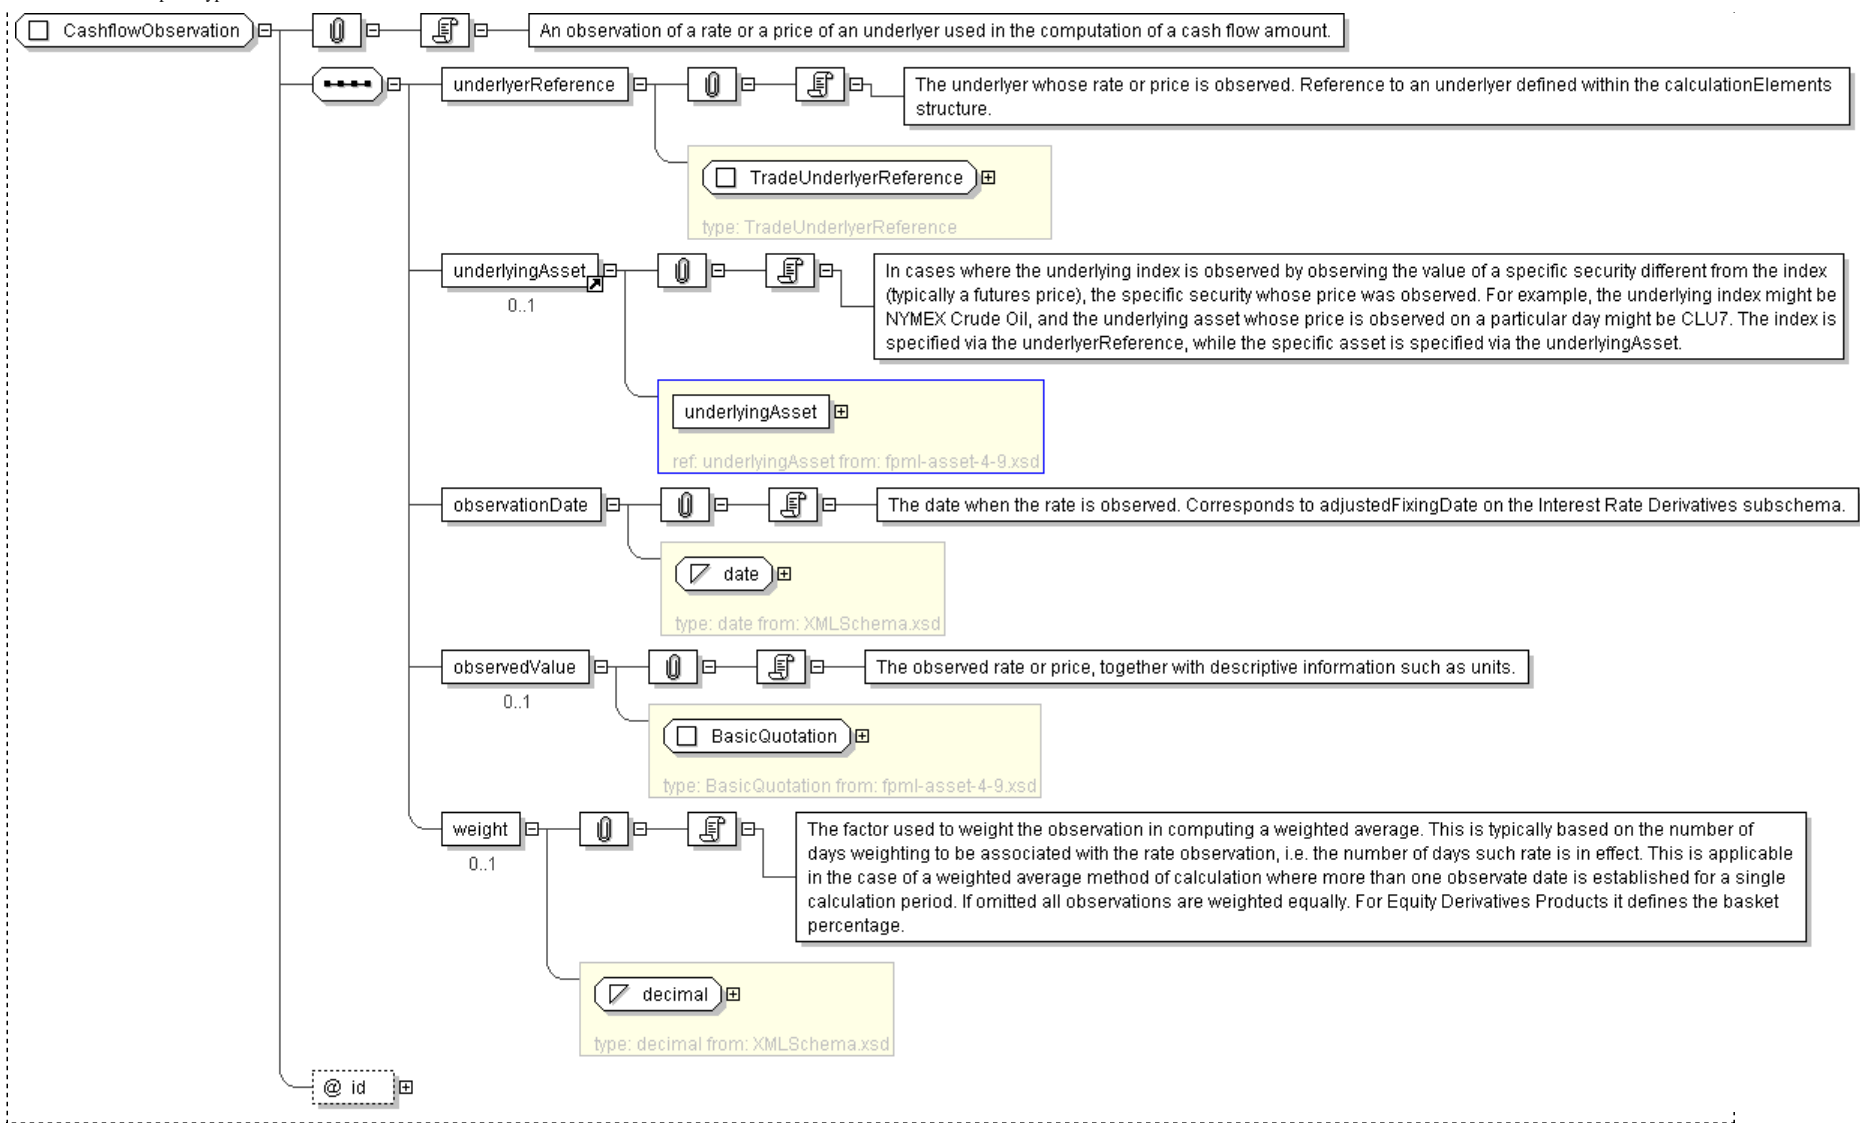 CashflowObservation
An observation of a rate or a price of an underlyer used in the computation of a cash flow amount.
underlyerReference
The underlyer whose rate or price is observed. Reference to an underlyer defined within the calculationElements
structure.
TradeUnderlyerReference
type: TradeUnderlyerReference
underlyingAsset
0..1
In cases where the underlying index is observed by observing the value of a specific security different from the index
(typically a futures price), the specific security whose price was observed. For example, the underlying index might be
NYMEX Crude Oil, and the underlying asset whose price is observed on a particular day might be CLU7. The index is
specified via the underlyerReference, while the specific asset is specified via the underlyingAsset.
underlyingAsset
ref: underlyingAsset from: fpml-asset-4-9.xsd
observationDate
The date when the rate is observed. Corresponds to adjustedFixingDate on the Interest Rate Derivatives subschema.
date
type: date from: XMLSchema.xsd
observedValue
0..1
The observed rate or price, together with descriptive information such as units.
BasicQuotation
type: BasicQuotation from: fpml-asset-4-9.xsd
weight
0..1
The factor used to weight the observation in computing a weighted average. This is typically based on the number of
days weighting to be associated with the rate observation, i.e. the number of days such rate is in effect. This is applicable
in the case of a weighted average method of calculation where more than one observate date is established for a single
calculation period. If omitted all observations are weighted equally. For Equity Derivatives Products it defines the basket
percentage.
decimal
type: decimal from: XMLSchema.xsd
@ id